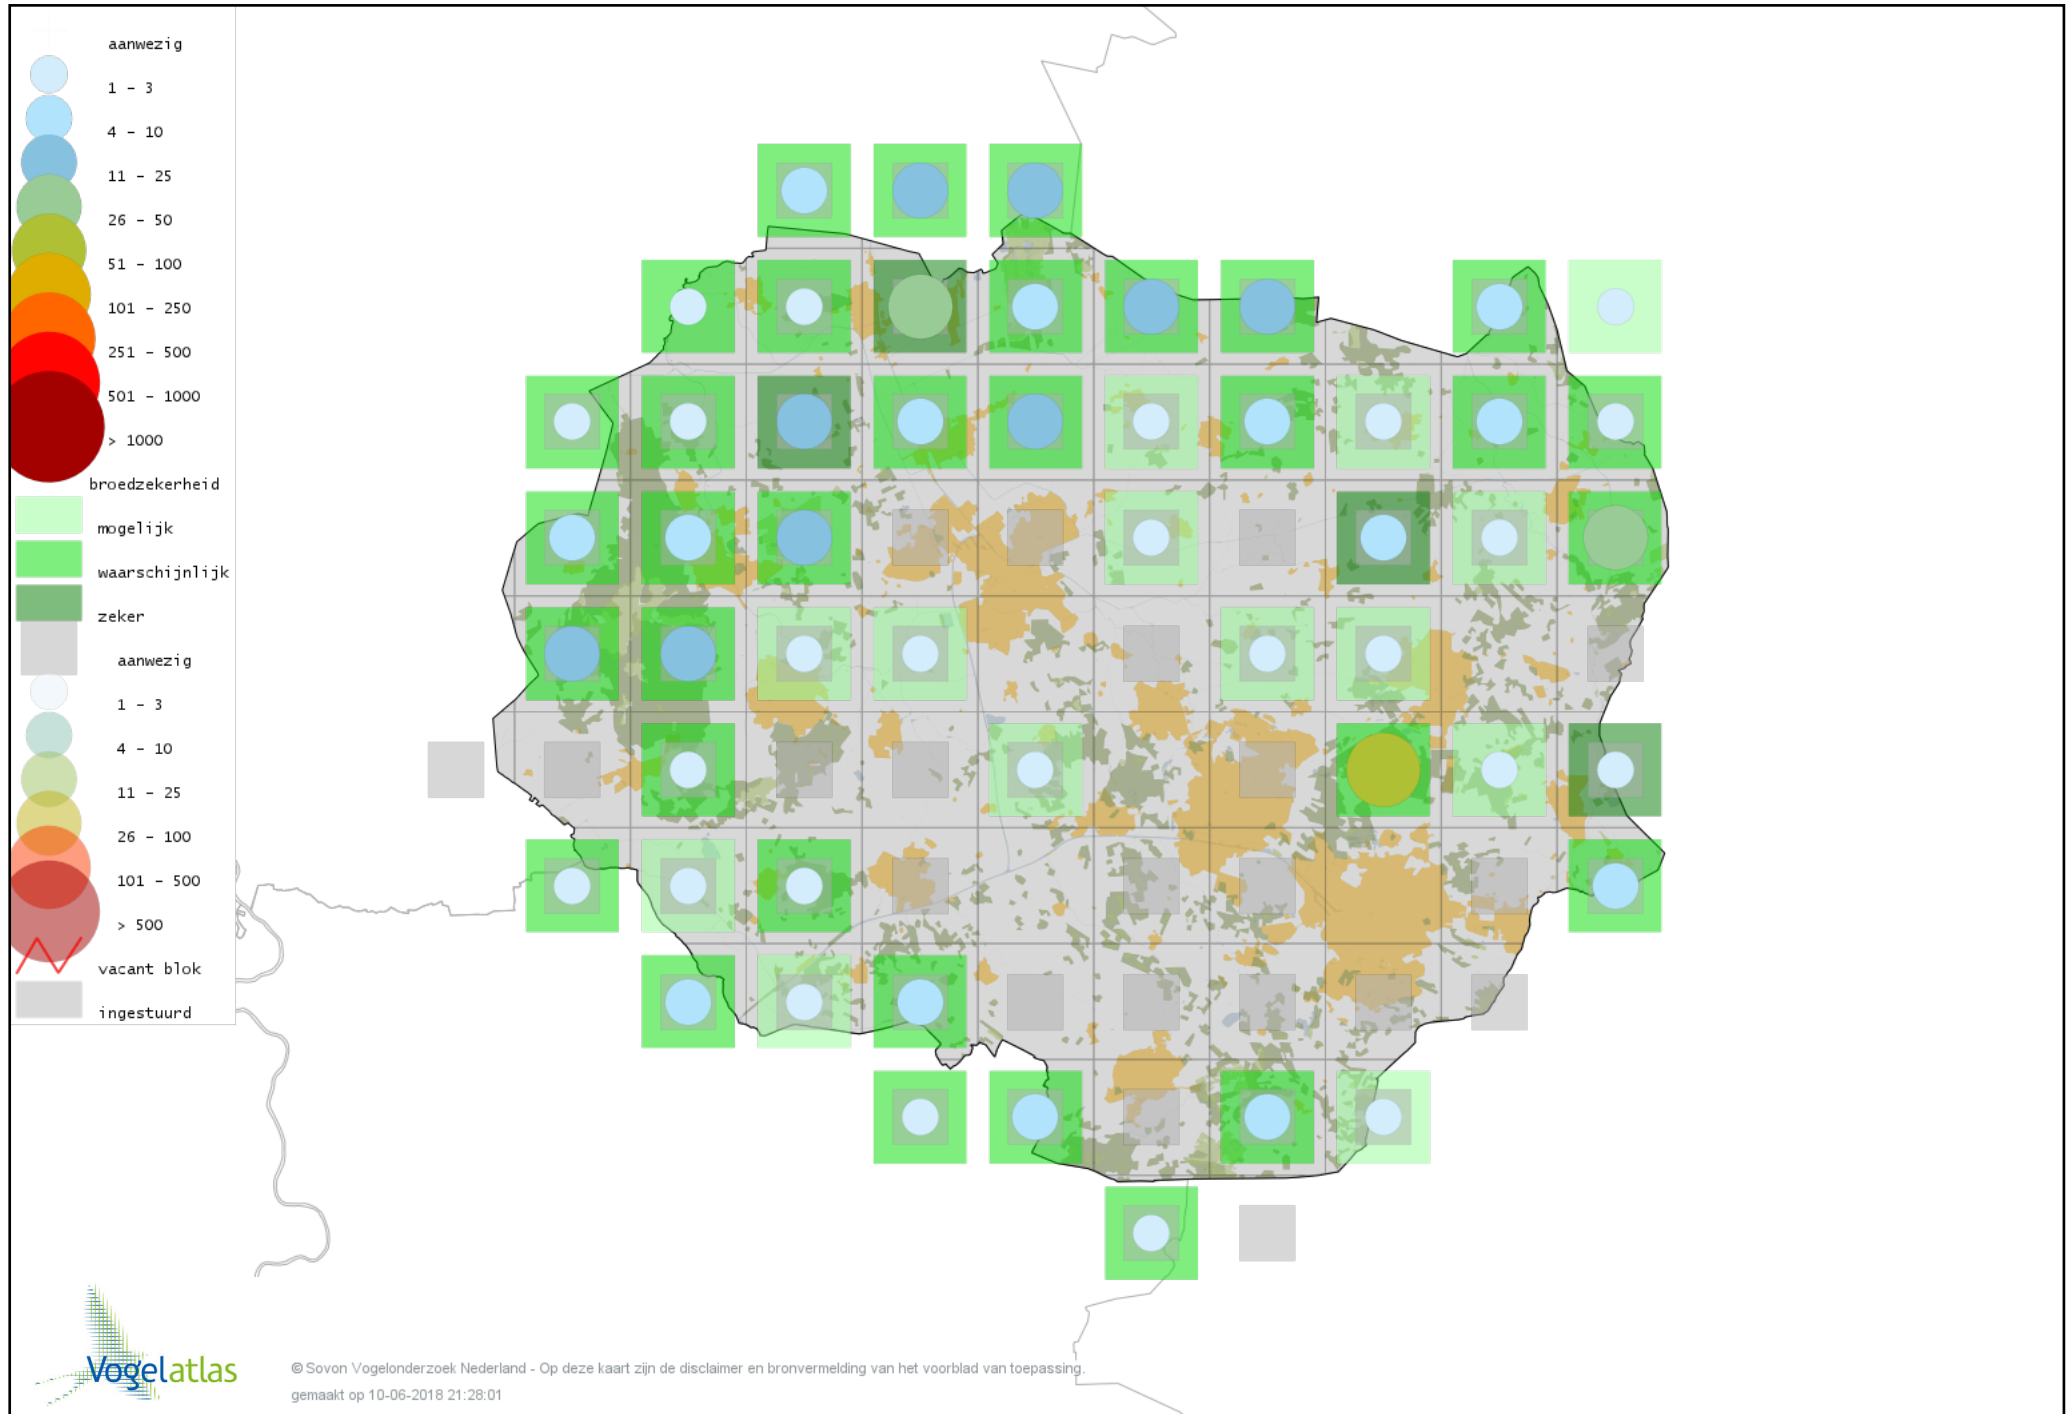 aanwezig
1 - 3
4 - 10
11 - 25
26 - 50
51 - 100
101 - 250
251 - 500
501 - 1000
> 1000
broedzekerheid
mogelijk
waarschijnlijk
zeker
aanwezig
1 - 3
4 - 10
11 - 25
26 - 100
101 - 500
> 500
vacant blok
ingestuurd
Vogelatlas
© Sovon Vogelonderzoek Nederland - Op deze kaart zijn de disclaimer en bronvermelding van het voorblad van toepassing.
gemaakt op 10-06-2018 21:28:01